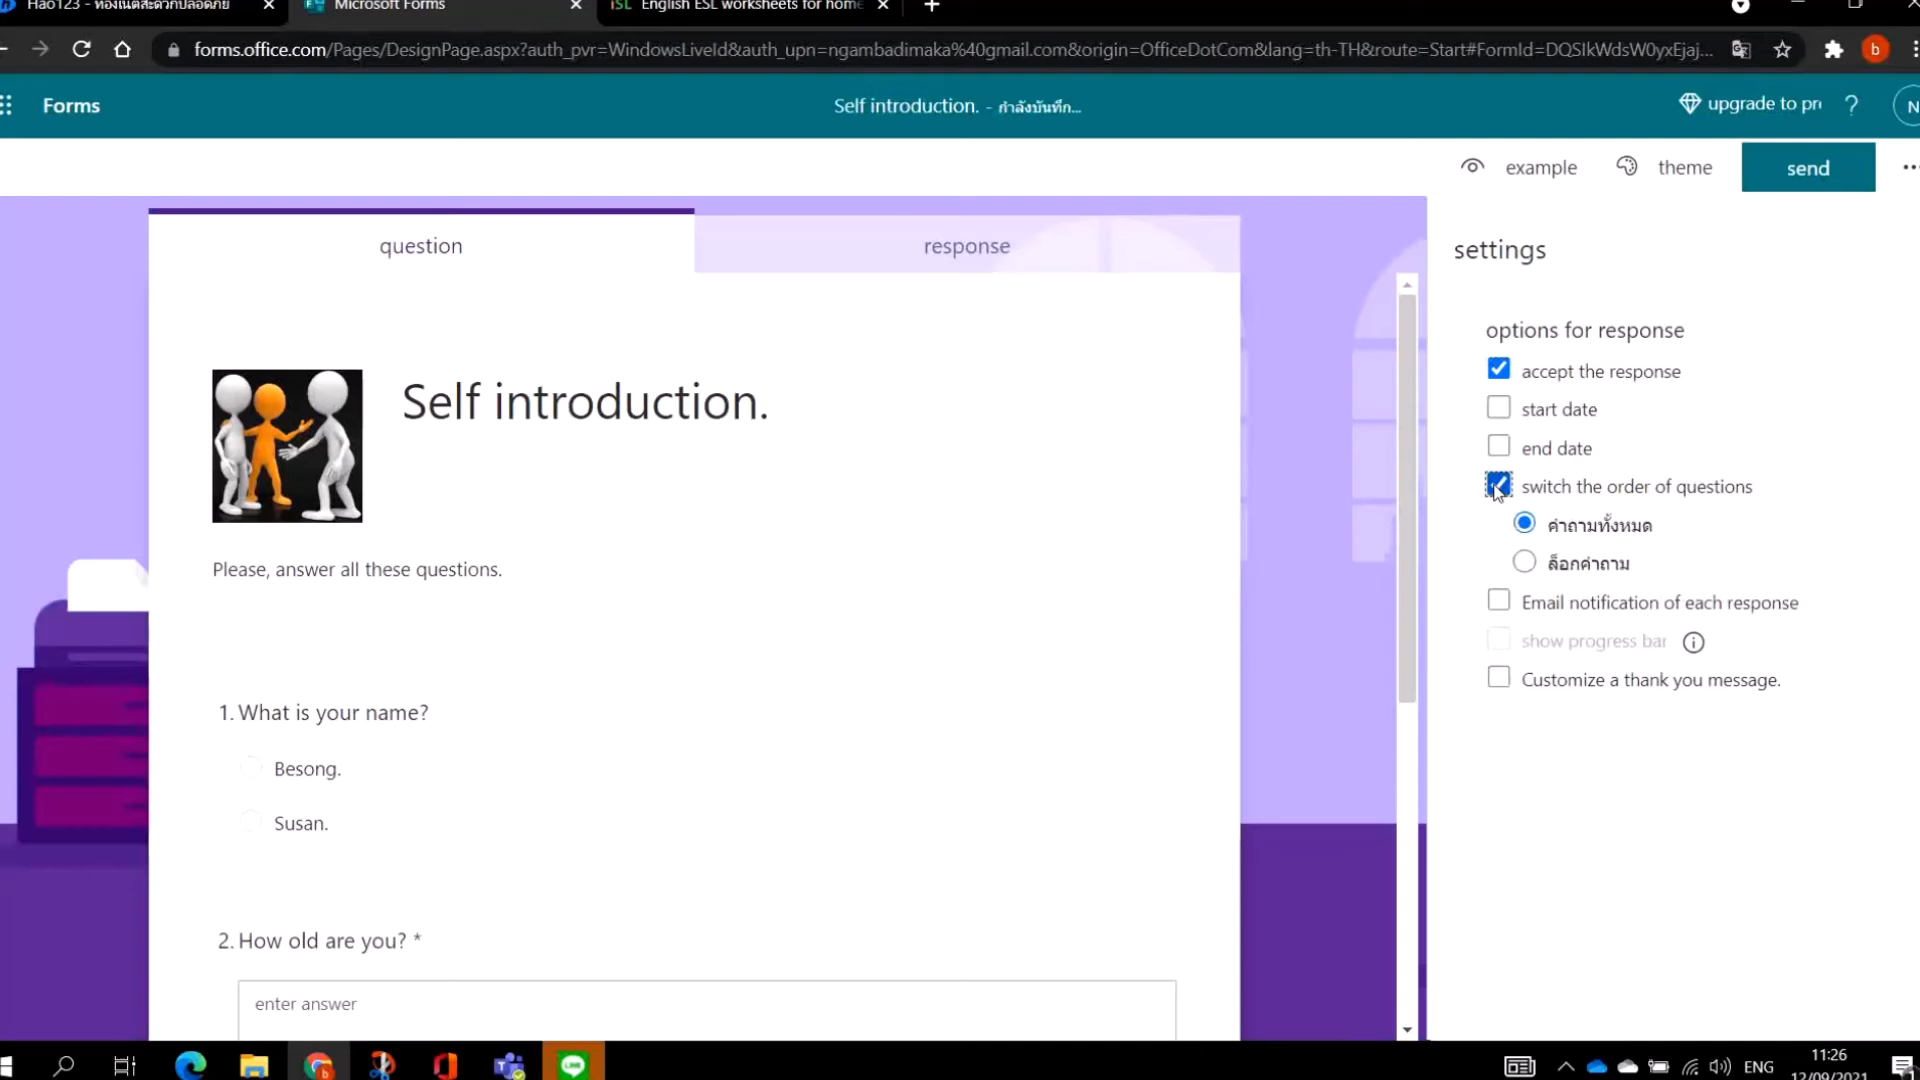 Hao123 - ท่องเน็ตสะดวกปลอดภัย
Microsoft Forms
iSL English ESL worksheets for home
forms.office.com/Pages/DesignPage.aspx?auth_pvr=WindowsLiveId&auth_upn=ngambadimaka%40gmail.com&origin=OfficeDotCom&lang=th-TH&route=Start#FormId=DQSIkWdsW0yxEjaj...
b
Forms
Self introduction. - กำลังบันทึก...
upgrade to pr
?
N
example
theme
send
question
response
settings
Self introduction.
Please, answer all these questions.
1. What is your name?
Besong.
Susan.
2. How old are you? *
enter answer
options for response
accept the response
start date
end date
switch the order of questions
คำถามทั้งหมด
ล็อกคำถาม
Email notification of each response
show progress bar
Customize a thank you message.
LINE
ENG
11:26
12/09/2021